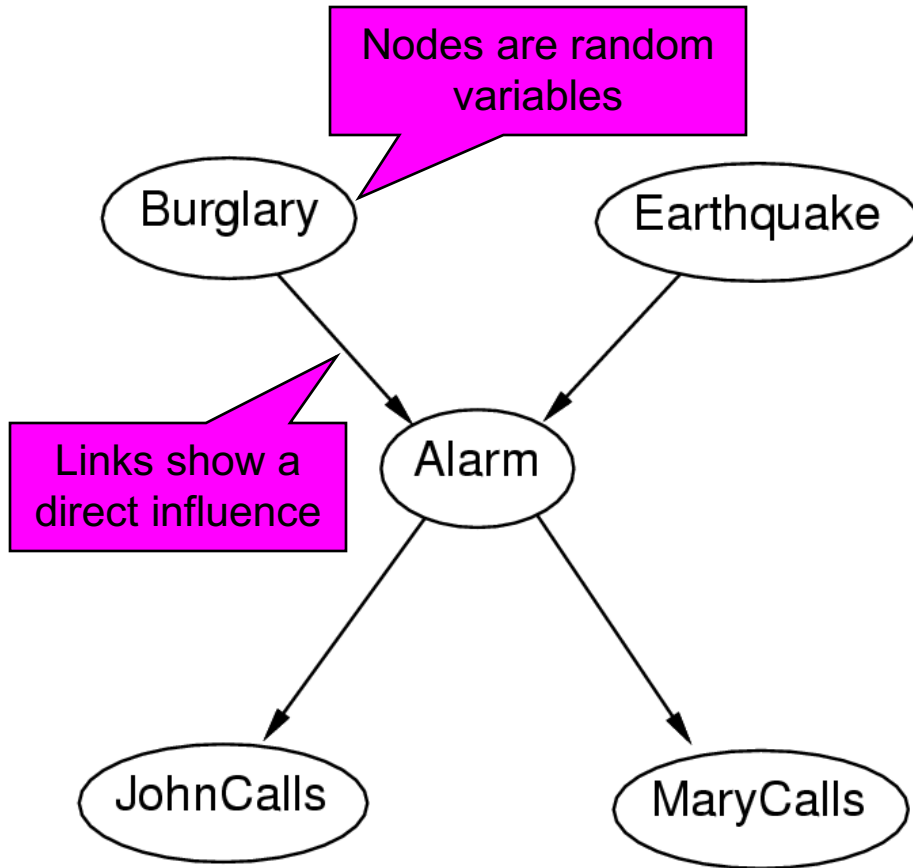 Nodes are random
variables
Burglary
Earthquake
Links show a
direct influence
Alarm
JohnCalls
MaryCalls